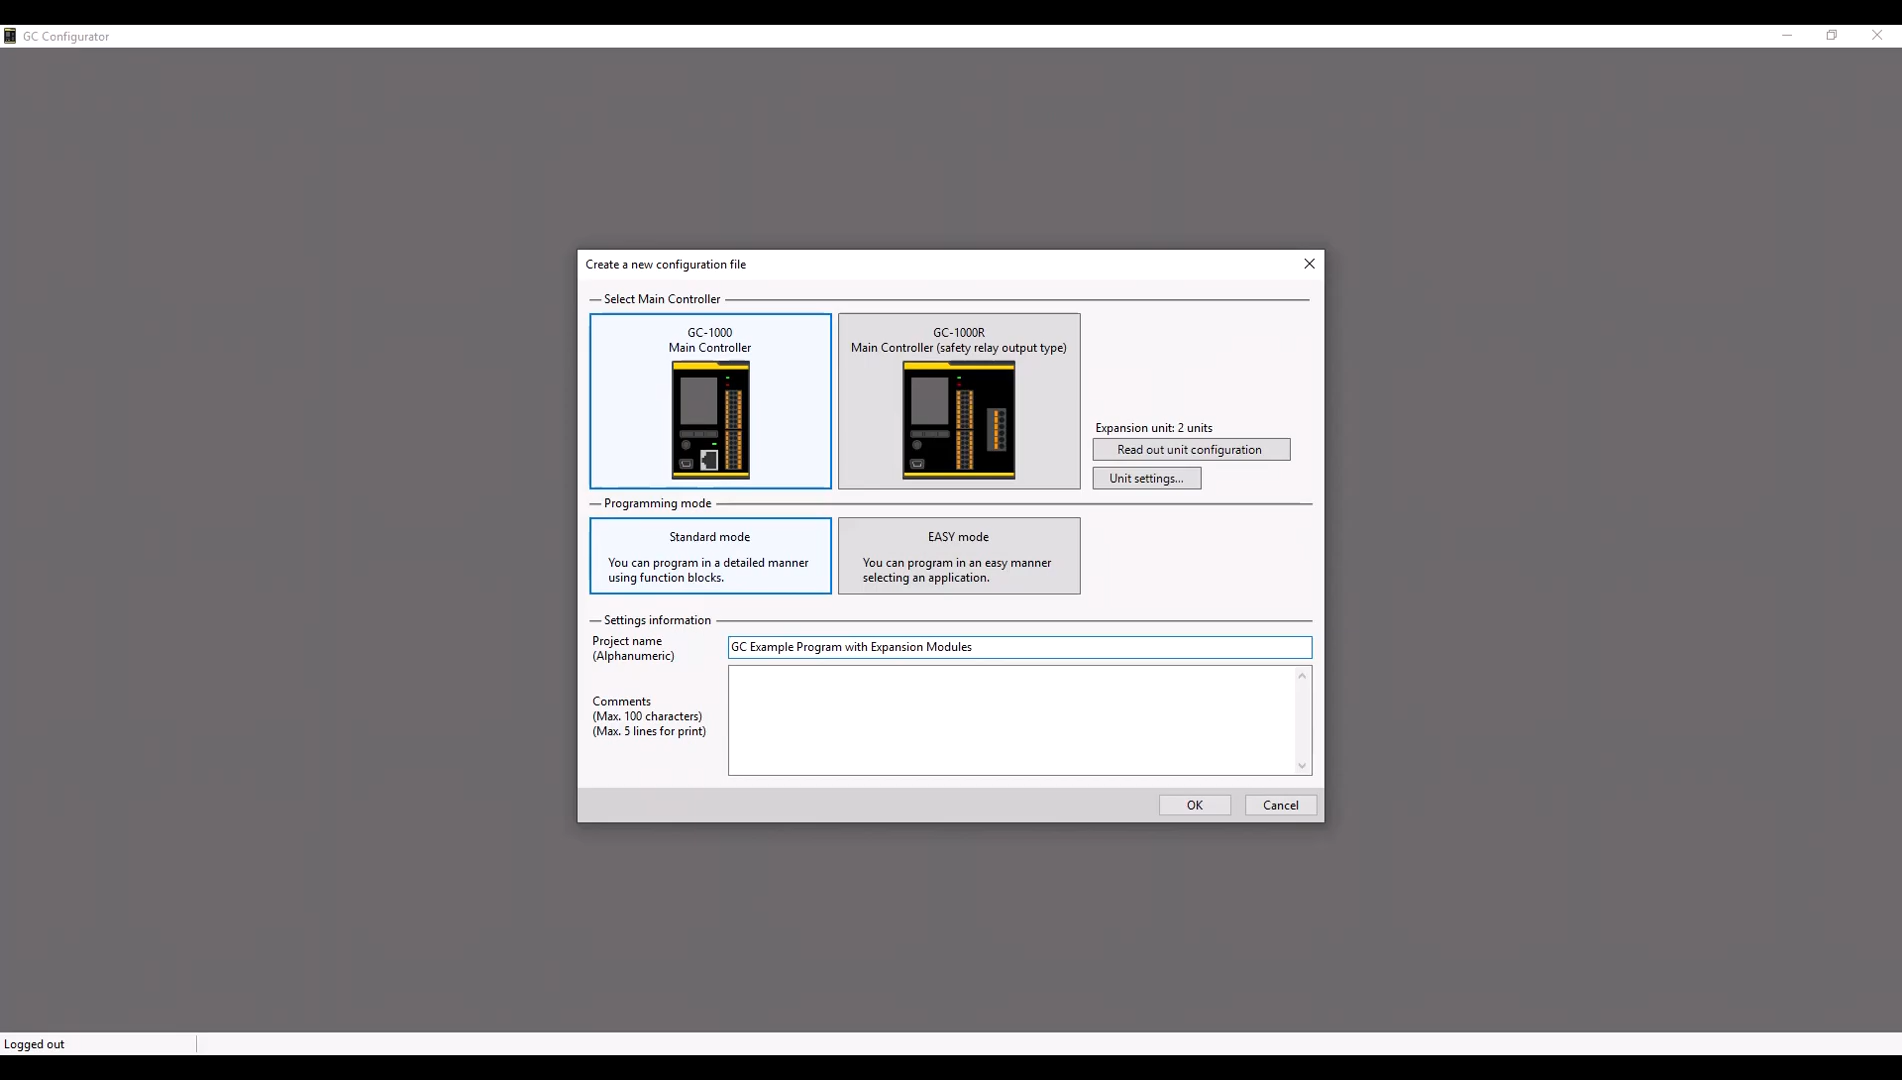 GC Configurator
Create a new configuration file
Select Main Controller
GC-1000
Main Controller
GC-1000R
Main Controller (safety relay output type)
Expansion unit: 2 units
Read out unit configuration
Unit settings...
Programming mode
Standard mode
You can program in a detailed manner
using function blocks.
EASY mode
You can program in an easy manner
selecting an application.
Settings information
Project name
(Alphanumeric)
GC Example Program with Expansion Modules
Comments
(Max. 100 characters)
(Max. 5 lines for print)
OK
Cancel
Logged out